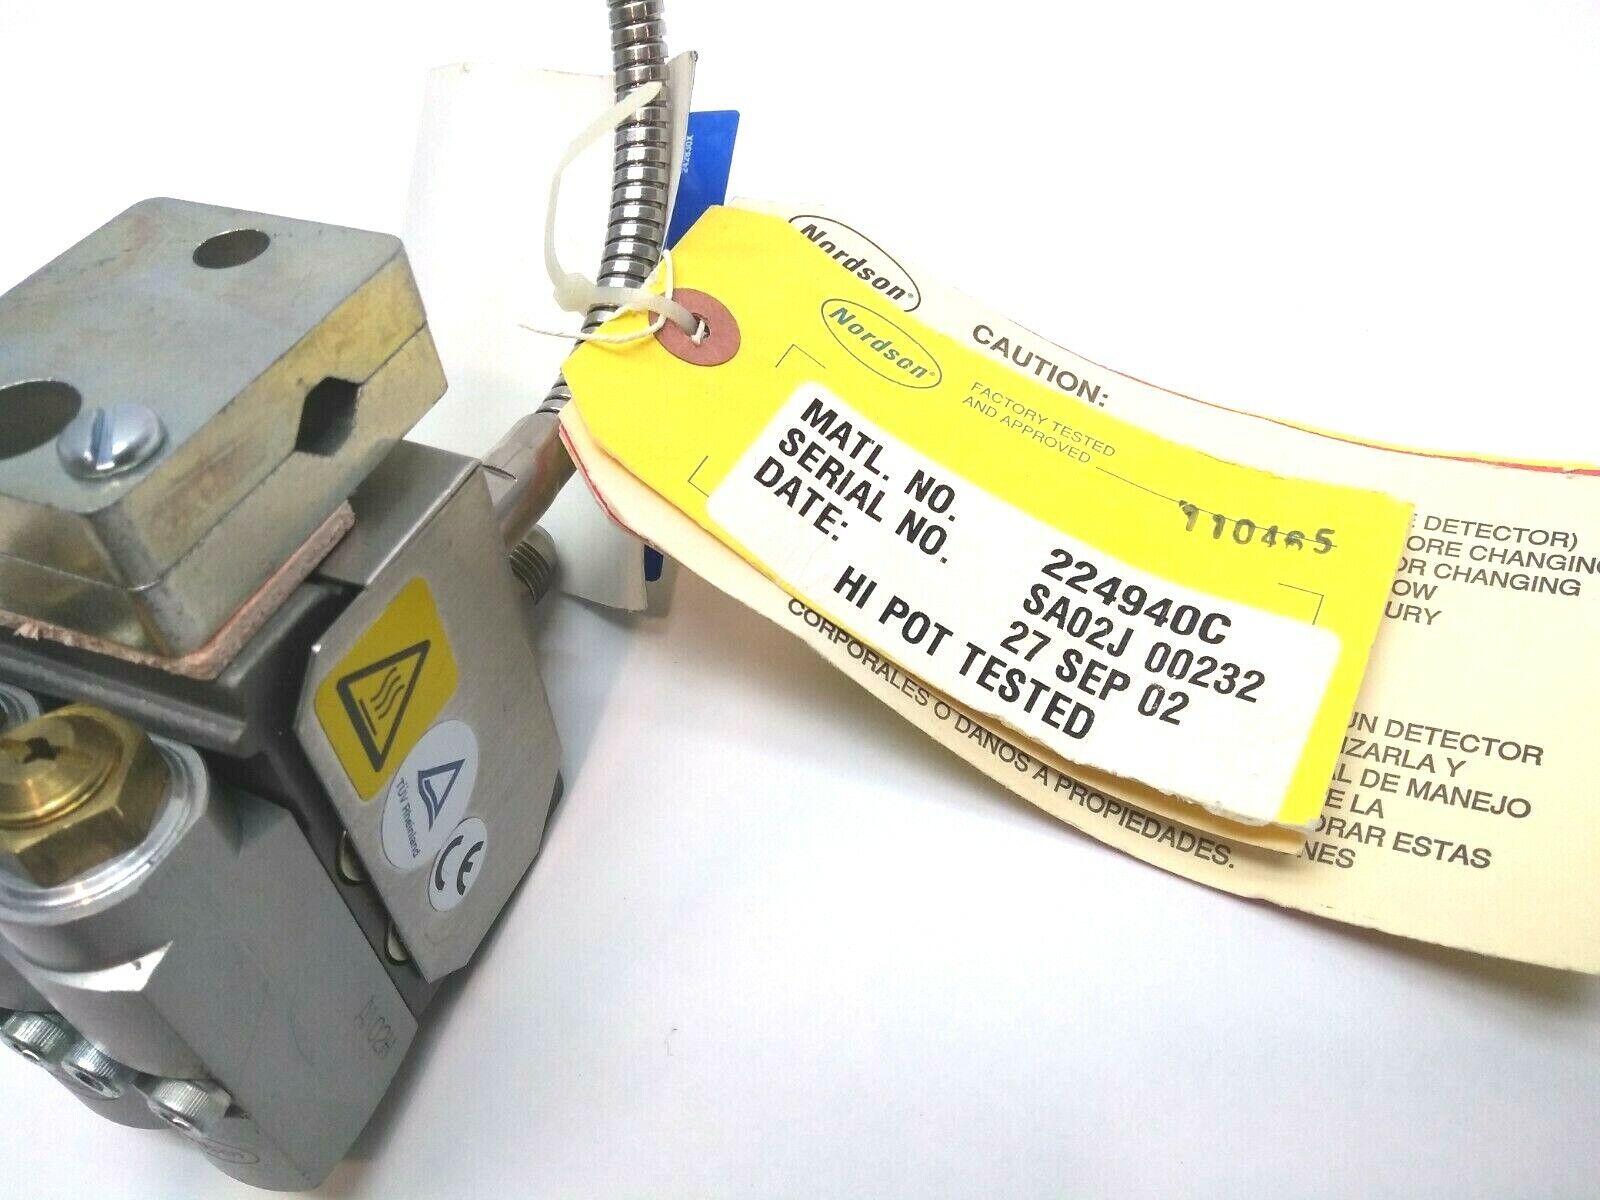 242830X
Nordson®
CAUTION:
Nordson®
FACTORY TESTED
AND APPROVED
110465
MATL. NO. 224940C
SERIAL NO. SA02J 00232
DATE: 27 SEP 02
HI POT TESTED
E DETECTOR)
ORE CHANGING
OR CHANGING
OW
URY
UN DETECTOR
IZARLA Y
AL DE MANEJO
E LA
ORAR ESTAS
NES
CORPORALES O DAÑOS A PROPIEDADES.
TÜV Rheinland
CE